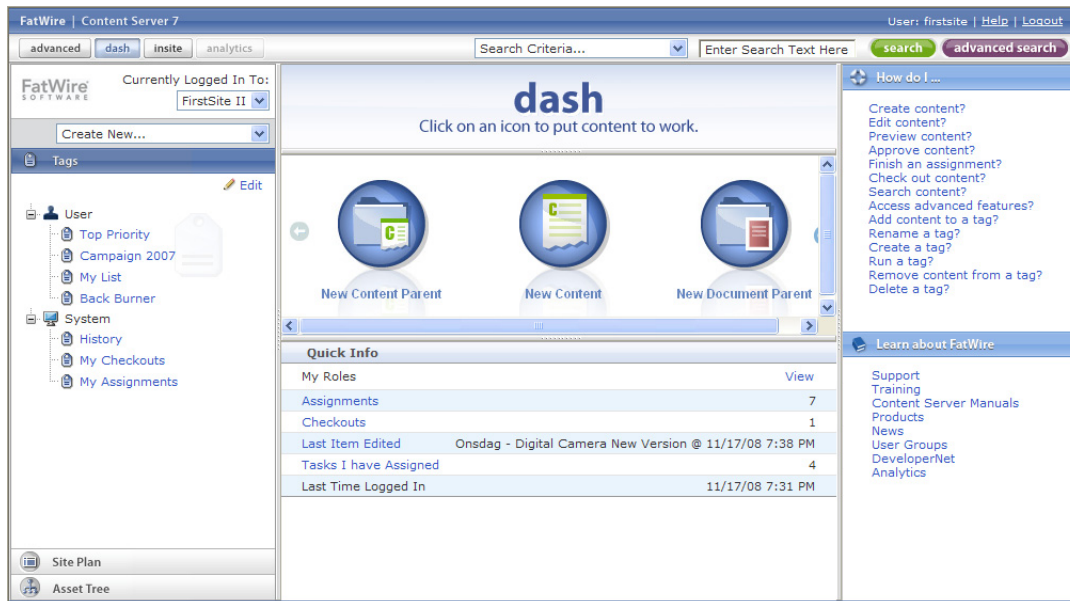 FatWire | Content Server 7
User: firstsite | Help | Logout
advanced dash insite analytics
Search Criteria...
Enter Search Text Here
search
advanced search
FatWire
SOFTWARE
Currently Logged In To:
FirstSite II
Create New...
Tags
Edit
User
Top Priority
Campaign 2007
My List
Back Burner
System
History
My Checkouts
My Assignments
Site Plan
Asset Tree
dash
Click on an icon to put content to work.
New Content Parent
New Content
New Document Parent
Quick Info
My Roles View
Assignments 7
Checkouts 1
Last Item Edited Onsdag - Digital Camera New Version @ 11/17/08 7:38 PM
Tasks I have Assigned 4
Last Time Logged In 11/17/08 7:31 PM
How do I ...
Create content?
Edit content?
Preview content?
Approve content?
Finish an assignment?
Check out content?
Search content?
Access advanced features?
Add content to a tag?
Rename a tag?
Create a tag?
Run a tag?
Remove content from a tag?
Delete a tag?
Learn about FatWire
Support
Training
Content Server Manuals
Products
News
User Groups
DeveloperNet
Analytics